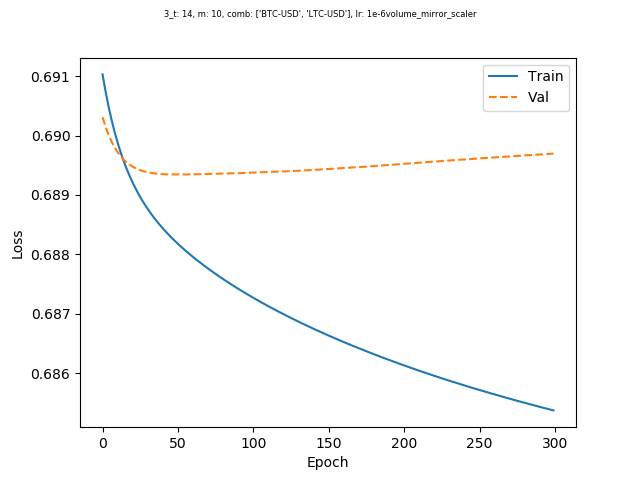 3_t: 14, m: 10, comb: ['BTC-USD', 'LTC-USD'], lr: 1e-6volume_mirror_scaler
Train
Val
0.691
0.690
0.689
0.688
0.687
0.686
Loss
0 50 100 150 200 250 300
Epoch